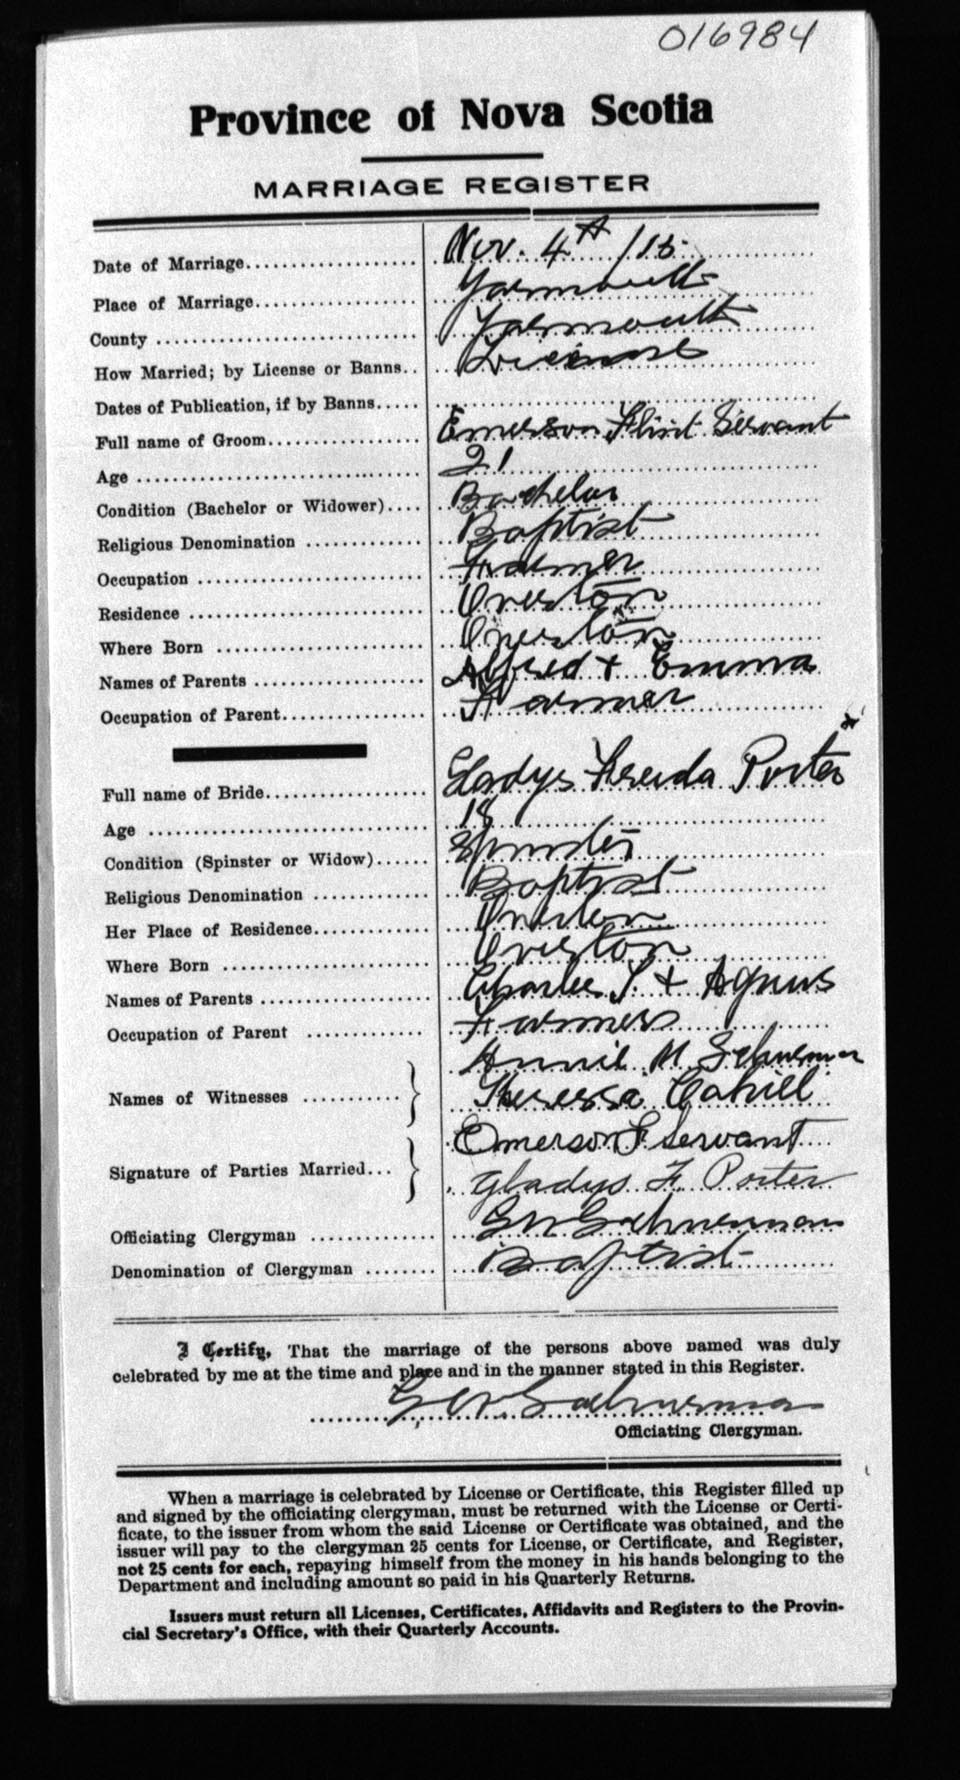 016984
Province of Nova Scotia
MARRIAGE REGISTER
Date of Marriage.................... Nov. 4th /15
Place of Marriage.................... Yarmouth
County .............................. Yarmouth
How Married; by License or Banns.. License
Dates of Publication, if by Banns.....
Full name of Groom.................. Emerson Flint Servant
Age ................................ 21
Condition (Bachelor or Widower).... Bachelor
Religious Denomination .............. Baptist
Occupation .......................... Farmer
Residence ........................... Overton
Where Born .......................... Overton
Names of Parents .................... Alfred + Emma
Occupation of Parent................ Farmer
Full name of Bride.................. Gladys Freida Porter
Age ................................ 18
Condition (Spinster or Widow)...... Spinster
Religious Denomination .............. Baptist
Her Place of Residence.............. Overton
Where Born .......................... Overton
Names of Parents .................... Charles S. + Agnus
Occupation of Parent .............. Farmer
Names of Witnesses ........... } Annie M
Theressa Cahill
Signature of Parties Married... } Emerson F Servant
Gladys F. Porter
Officiating Clergyman ..............
Denomination of Clergyman ........ Baptist
I Certify, That the marriage of the persons above named was duly
celebrated by me at the time and place and in the manner stated in this Register.
Officiating Clergyman.
When a marriage is celebrated by License or Certificate, this Register filled up
and signed by the officiating clergyman, must be returned with the License or Certi-
ficate, to the issuer from whom the said License or Certificate was obtained, and the
issuer will pay to the clergyman 25 cents for License, or Certificate, and Register,
not 25 cents for each, repaying himself from the money in his hands belonging to the
Department and including amount so paid in his Quarterly Returns.
Issuers must return all Licenses, Certificates, Affidavits and Registers to the Provin-
cial Secretary's Office, with their Quarterly Accounts.